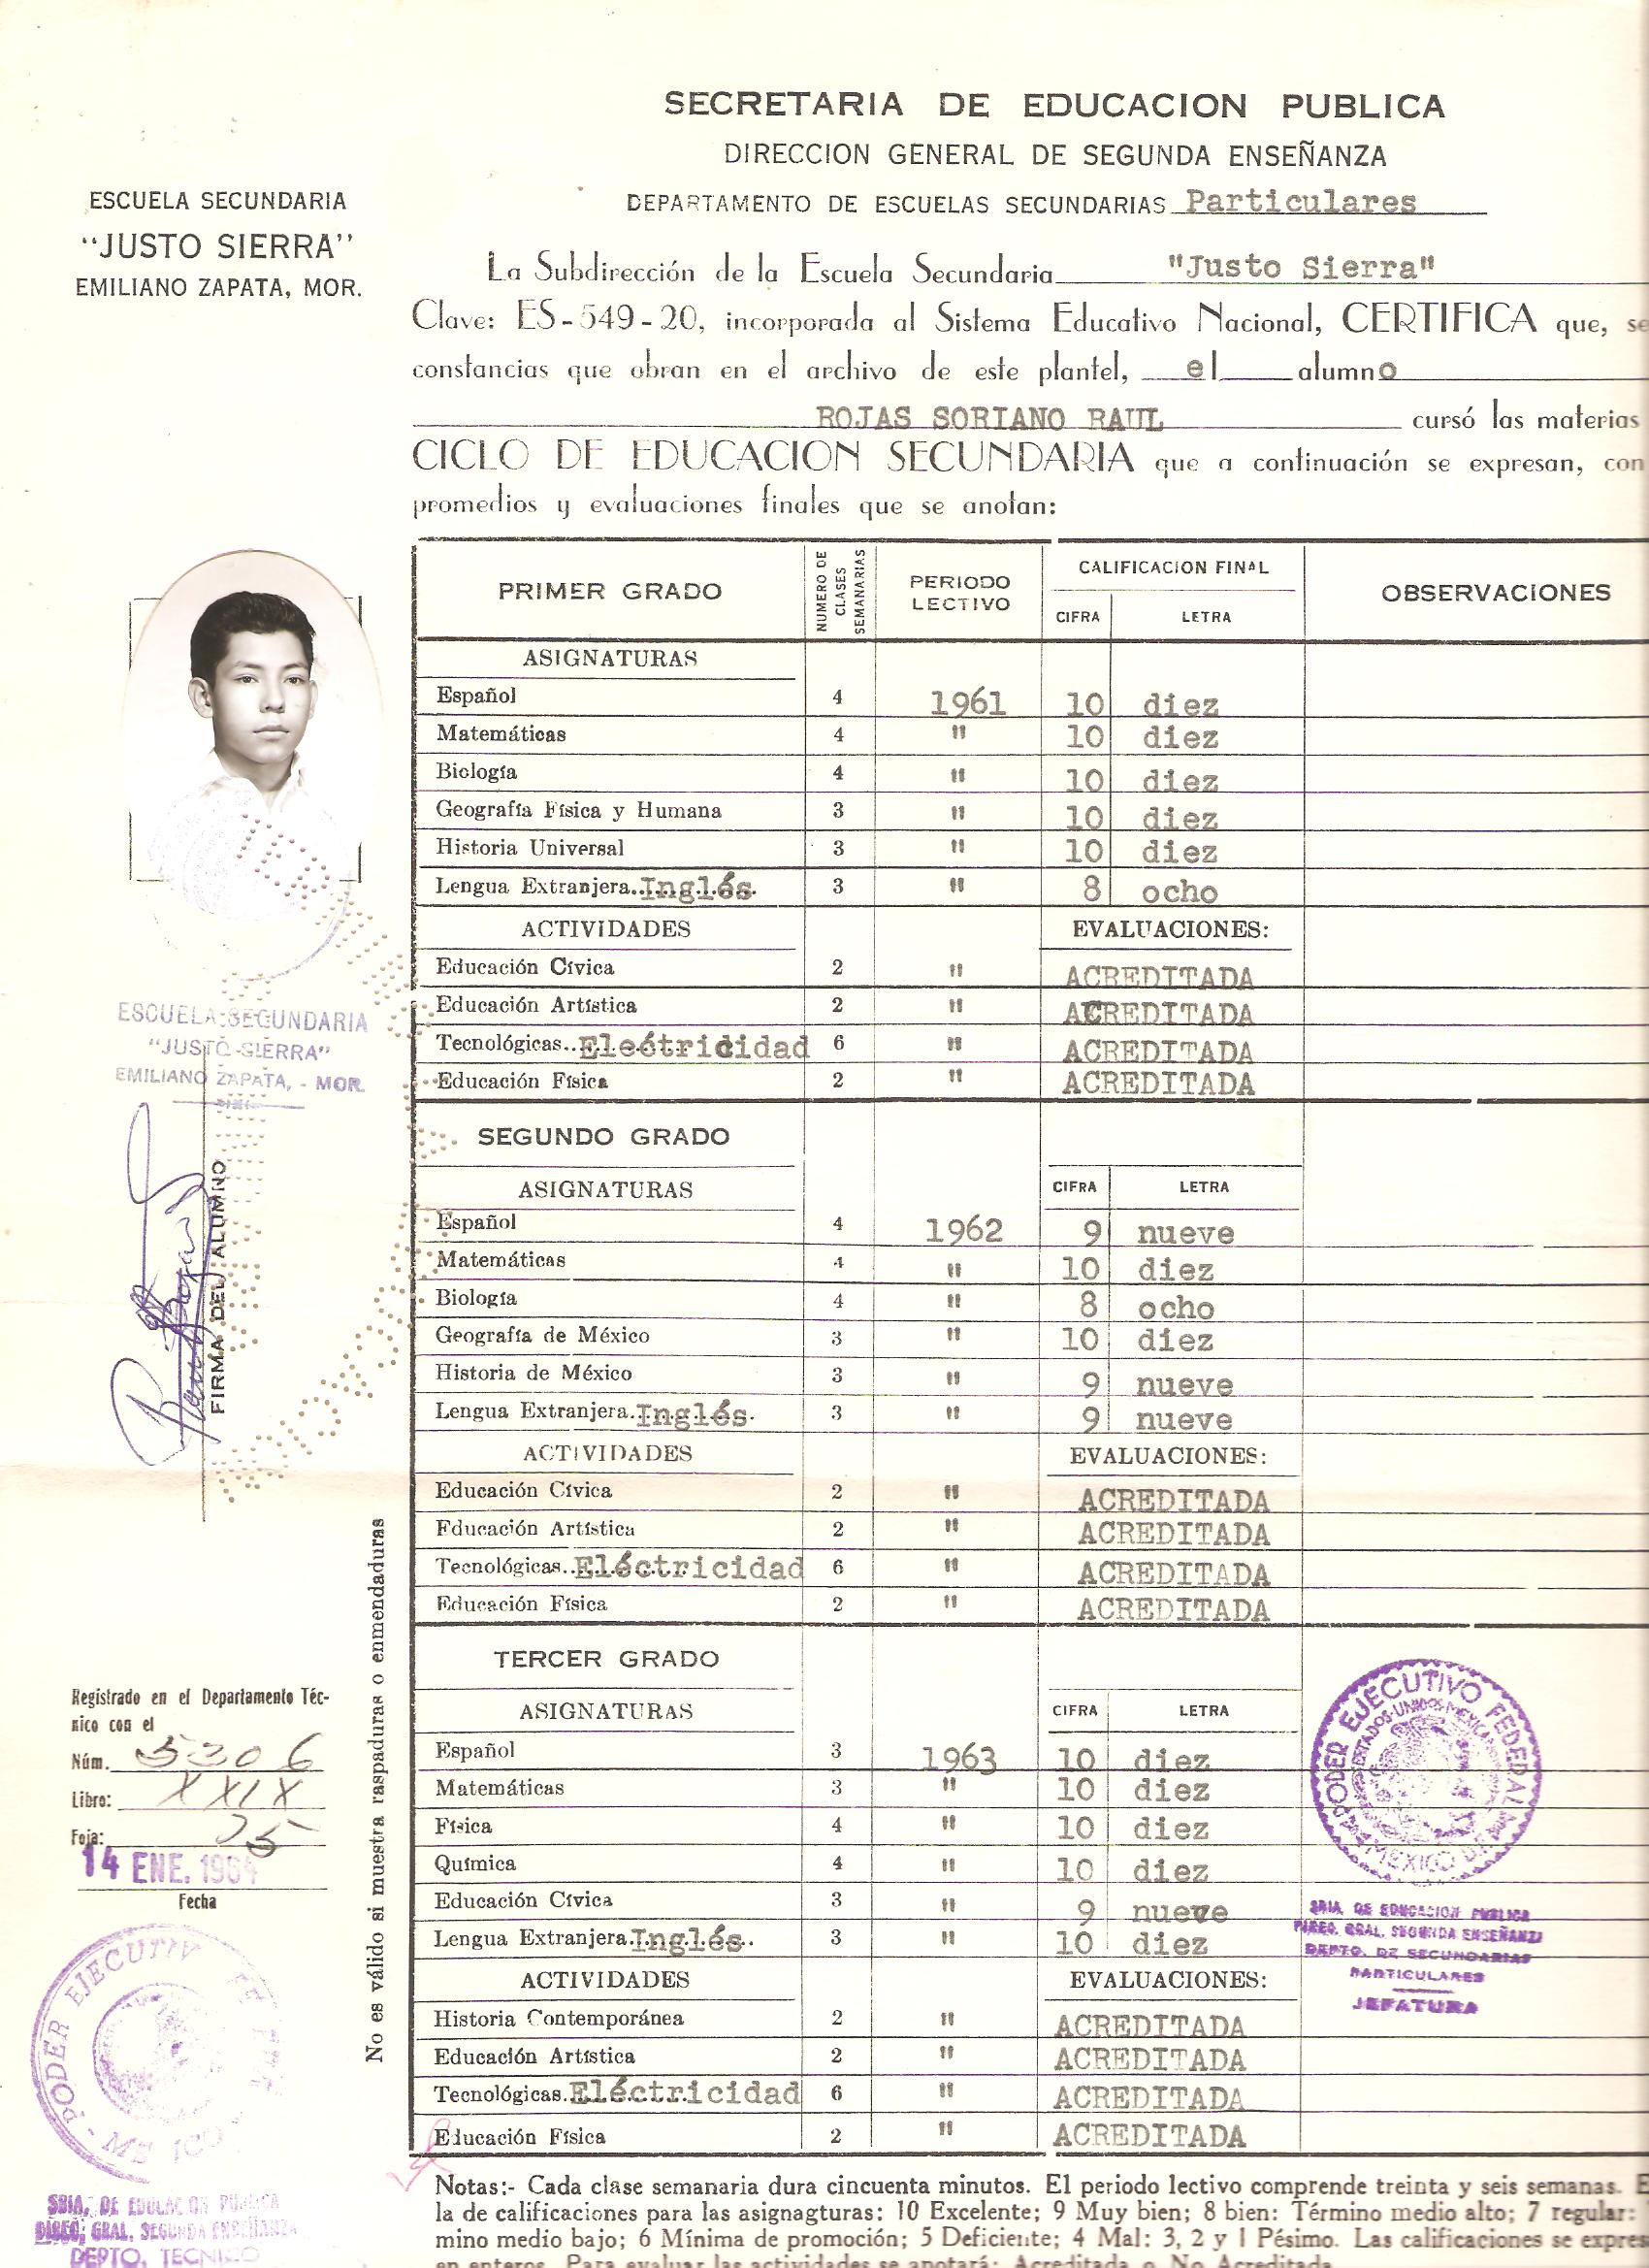 SECRETARIA DE EDUCACION PUBLICA
DIRECCION GENERAL DE SEGUNDA ENSEÑANZA
DEPARTAMENTO DE ESCUELAS SECUNDARIAS Particulares
ESCUELA SECUNDARIA
"JUSTO SIERRA"
EMILIANO ZAPATA, MOR.
La Subdirección de la Escuela Secundaria "Justo Sierra"
Clave: ES-549-20, incorporada al Sistema Educativo Nacional, CERTIFICA que, se
constancias que obran en el archivo de este plantel, el alumno
ROJAS SORIANO RAUL cursó las materias
CICLO DE EDUCACION SECUNDARIA que a continuación se expresan, con
promedios y evaluaciones finales que se anotan:
PRIMER GRADO NUMERO DE CLASES SEMANARIAS PERIODO LECTIVO CALIFICACION FINAL CIFRA LETRA OBSERVACIONES
ASIGNATURAS
Español 4 1961 10 diez
Matemáticas 4 " 10 diez
Biología 4 " 10 diez
Geografía Física y Humana 3 " 10 diez
Historia Universal 3 " 10 diez
Lengua Extranjera..Inglés. 3 " 8 ocho
ACTIVIDADES EVALUACIONES:
Educación Cívica 2 " ACREDITADA
Educación Artística 2 " ACREDITADA
Tecnológicas..Eléctricidad 6 " ACREDITADA
Educación Física 2 " ACREDITADA
SEGUNDO GRADO
ASIGNATURAS CIFRA LETRA
Español 4 1962 9 nueve
Matemáticas 4 " 10 diez
Biología 4 " 8 ocho
Geografía de México 3 " 10 diez
Historia de México 3 " 9 nueve
Lengua Extranjera.Inglés. 3 " 9 nueve
ACTIVIDADES EVALUACIONES:
Educación Cívica 2 " ACREDITADA
Educación Artística 2 " ACREDITADA
Tecnológicas..Eléctricidad 6 " ACREDITADA
Educación Física 2 " ACREDITADA
TERCER GRADO
ASIGNATURAS CIFRA LETRA
Español 3 1963 10 diez
Matemáticas 3 " 10 diez
Física 4 " 10 diez
Química 4 " 10 diez
Educación Cívica 3 " 9 nueve
Lengua Extranjera.Inglés.. 3 " 10 diez
ACTIVIDADES EVALUACIONES:
Historia Contemporánea 2 " ACREDITADA
Educación Artística 2 " ACREDITADA
Tecnológicas.Eléctricidad 6 " ACREDITADA
Educación Física 2 " ACREDITADA
Notas:- Cada clase semanaria dura cincuenta minutos. El periodo lectivo comprende treinta y seis semanas. E
la de calificaciones para las asignagturas: 10 Excelente; 9 Muy bien; 8 bien: Término medio alto; 7 regular:
mino medio bajo; 6 Mínima de promoción; 5 Deficiente; 4 Mal: 3, 2 y 1 Pésimo. Las calificaciones se expres
en enteros. Para evaluar las actividades se anotará: Acreditada o No Acreditada
ESCUELA SECUNDARIA
"JUSTO SIERRA"
EMILIANO ZAPATA, - MOR.
FIRMA DEL ALUMNO
No es válido si muestra raspaduras o enmendaduras
Registrado en el Departamento Téc-
nico con el
Núm. 5306
Libro: XXIX
Foja: 75
14 ENE. 1964
Fecha
PODER EJECUTIVO
SRIA. DE EDUCACION PUBLICA
DIREC. GRAL. SEGUNDA ENSEÑANZA
DEPTO. TECNICO
PODER EJECUTIVO FEDERAL
ESTADOS UNIDOS MEXICANOS
MEXICO D.F.
SRIA. DE EDUCACION PUBLICA
DIREC. GRAL. SEGUNDA ENSEÑANZA
DEPTO. DE SECUNDARIAS
PARTICULARES
JEFATURA